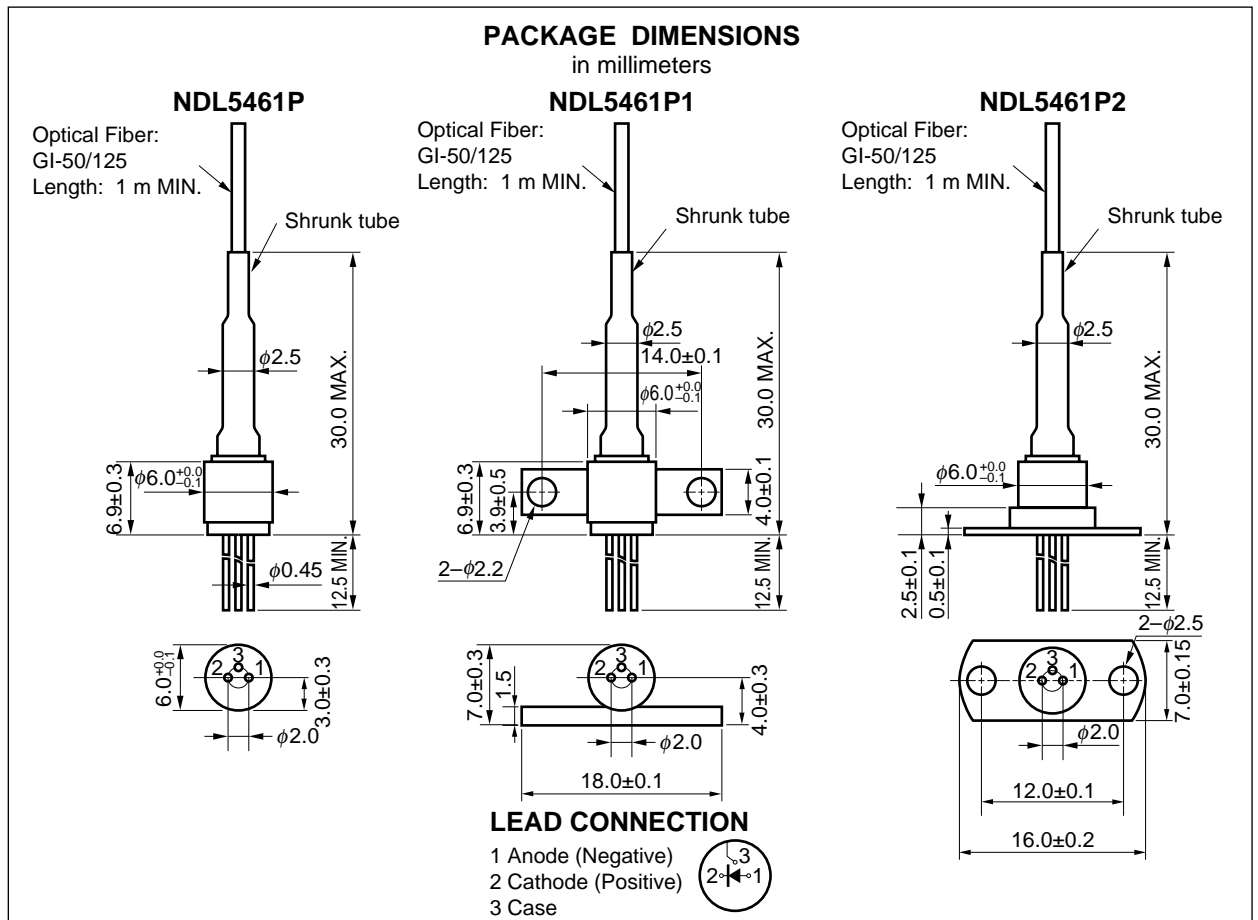 PACKAGE DIMENSIONS
in millimeters
NDL5461P
Optical Fiber:
GI-50/125
Length: 1 m MIN.
Shrunk tube
ϕ2.5
30.0 MAX.
6.9±0.3
ϕ6.0 +0.0 –0.1
ϕ0.45
12.5 MIN.
6.0 +0.0 –0.1
3
2 1
3.0±0.3
ϕ2.0
NDL5461P1
Optical Fiber:
GI-50/125
Length: 1 m MIN.
Shrunk tube
ϕ2.5
14.0±0.1
30.0 MAX.
ϕ6.0 +0.0 –0.1
6.9±0.3
3.9±0.5
4.0±0.1
2–ϕ2.2
12.5 MIN.
7.0±0.3
1.5
3
2 1
4.0±0.3
ϕ2.0
18.0±0.1
NDL5461P2
Optical Fiber:
GI-50/125
Length: 1 m MIN.
Shrunk tube
ϕ2.5
30.0 MAX.
ϕ6.0 +0.0 –0.1
2.5±0.1
0.5±0.1
12.5 MIN.
2–ϕ2.5
3
2 1
7.0±0.15
ϕ2.0
12.0±0.1
16.0±0.2
LEAD CONNECTION
1 Anode (Negative)
2 Cathode (Positive)
3 Case
3
2 1